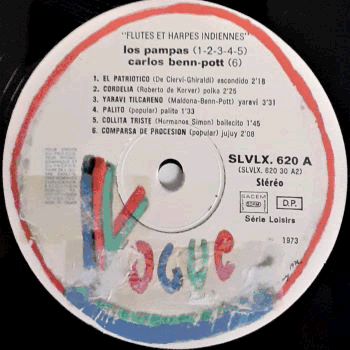 "FLUTES ET HARPES INDIENNES"
los pampas (1-2-3-4-5)
carlos benn-pott (6)
1. EL PATRIOTICO (De Ciervi-Ghiraldi) escondido 2'18
2. CORDELIA (Roberto de Kerver) polka 2'25
3. YARAVI TILCARENO (Maldona-Benn-Pott) yaravi 3'31
4. PALITO (popular) palito 1'33
5. COLLITA TRISTE (Hermanos Simon) bailecito 1'45
6. COMPARSA DE PROCESION (popular) jujuy 2'08
SLVLX. 620 A
(SLVLX. 620 30 A2)
Stéréo
SACEM
D.P.
Série Loisirs
1973
VOGUE